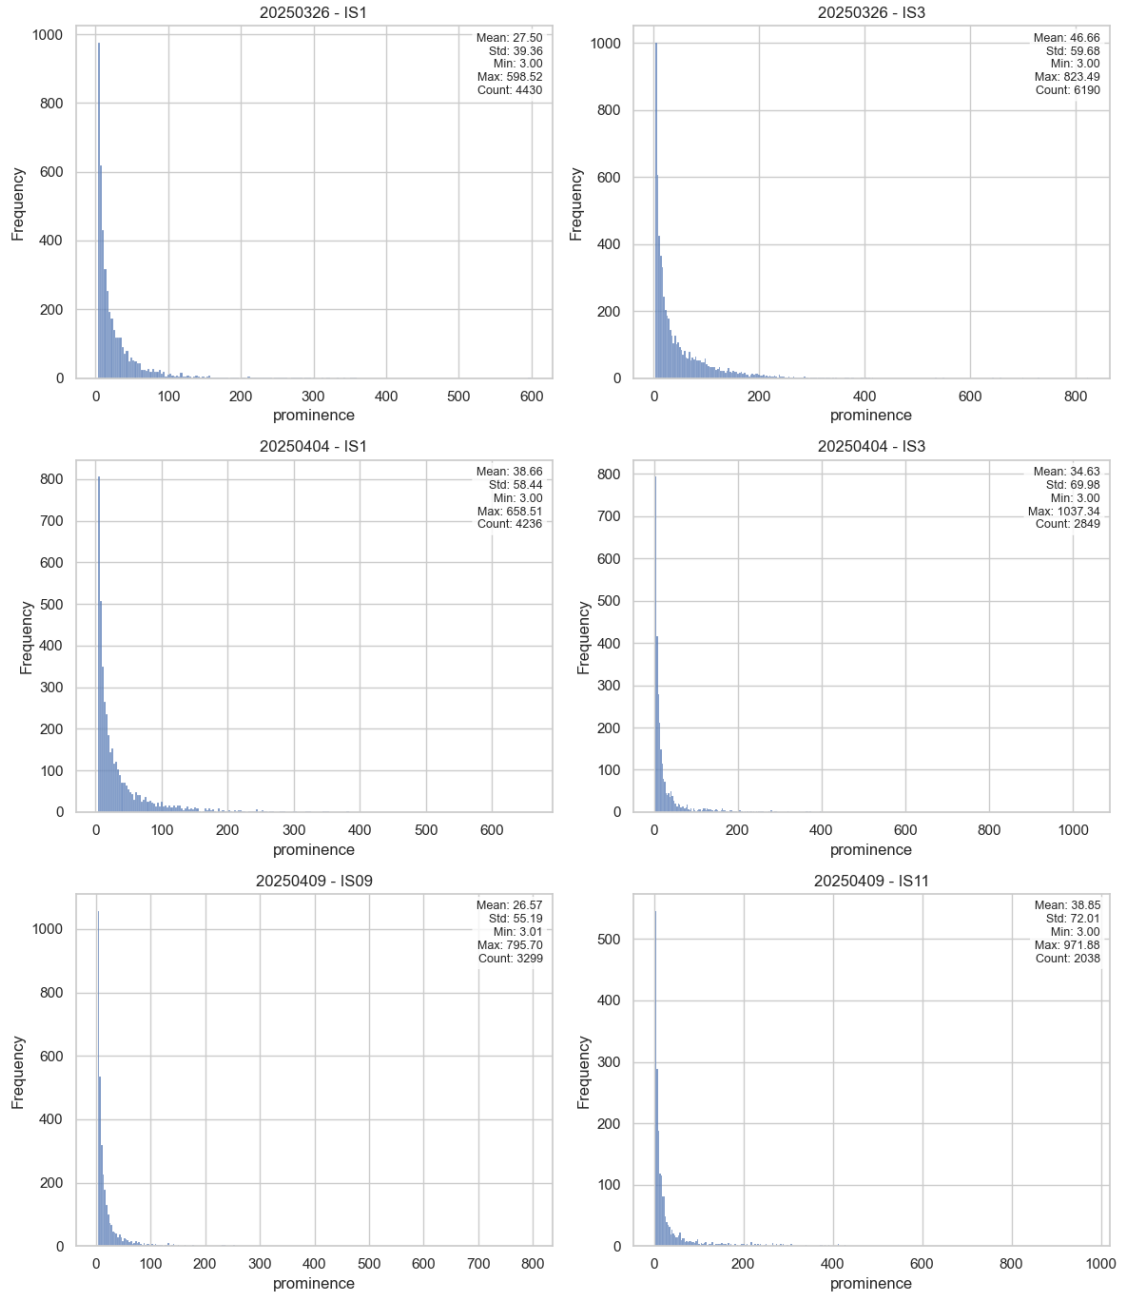 20250326 - IS1
Mean: 27.50
Std: 39.36
Min: 3.00
Max: 598.52
Count: 4430
1000
800
600
400
200
0
Frequency
0 100 200 300 400 500 600
prominence
20250326 - IS3
Mean: 46.66
Std: 59.68
Min: 3.00
Max: 823.49
Count: 6190
1000
800
600
400
200
0
Frequency
0 200 400 600 800
prominence
20250404 - IS1
Mean: 38.66
Std: 58.44
Min: 3.00
Max: 658.51
Count: 4236
800
700
600
500
400
300
200
100
0
Frequency
0 100 200 300 400 500 600
prominence
20250404 - IS3
Mean: 34.63
Std: 69.98
Min: 3.00
Max: 1037.34
Count: 2849
800
700
600
500
400
300
200
100
0
Frequency
0 200 400 600 800 1000
prominence
20250409 - IS09
Mean: 26.57
Std: 55.19
Min: 3.01
Max: 795.70
Count: 3299
1000
800
600
400
200
0
Frequency
0 100 200 300 400 500 600 700 800
prominence
20250409 - IS11
Mean: 38.85
Std: 72.01
Min: 3.00
Max: 971.88
Count: 2038
500
400
300
200
100
0
Frequency
0 200 400 600 800 1000
prominence